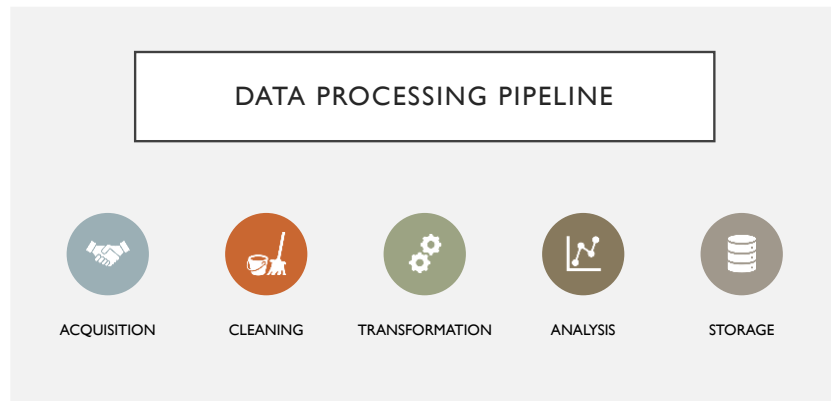 DATA PROCESSING PIPELINE
ACQUISITION
CLEANING
TRANSFORMATION
ANALYSIS
STORAGE